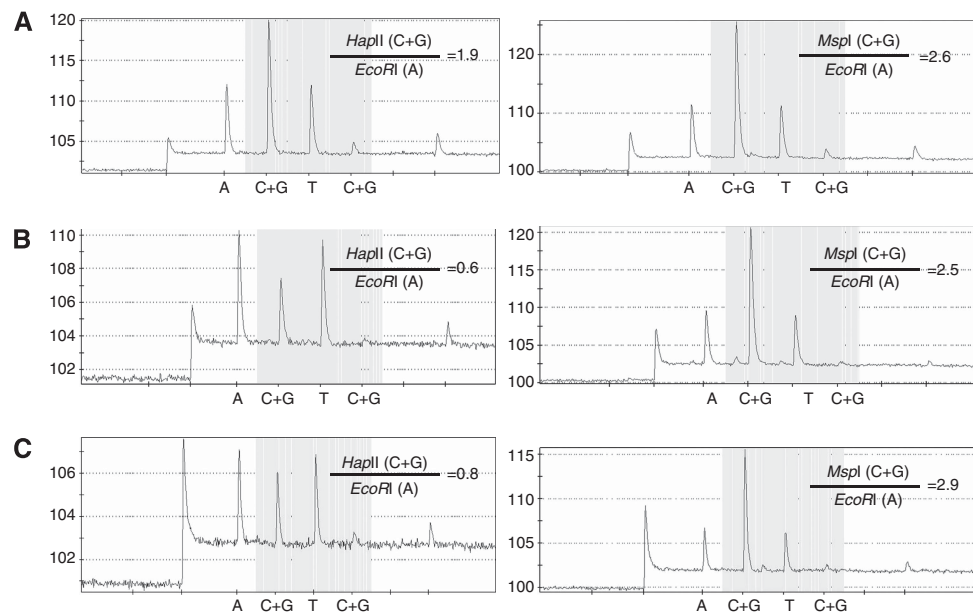 A
120
115
110
105
HapII (C+G)
EcoRI (A)
=1.9
A C+G T C+G
120
110
100
MspI (C+G)
EcoRI (A)
=2.6
A C+G T C+G
B
110
108
106
104
102
HapII (C+G)
EcoRI (A)
=0.6
A C+G T C+G
120
115
110
105
100
MspI (C+G)
EcoRI (A)
=2.5
A C+G T C+G
C
106
104
102
HapII (C+G)
EcoRI (A)
=0.8
A C+G T C+G
115
110
105
100
MspI (C+G)
EcoRI (A)
=2.9
A C+G T C+G